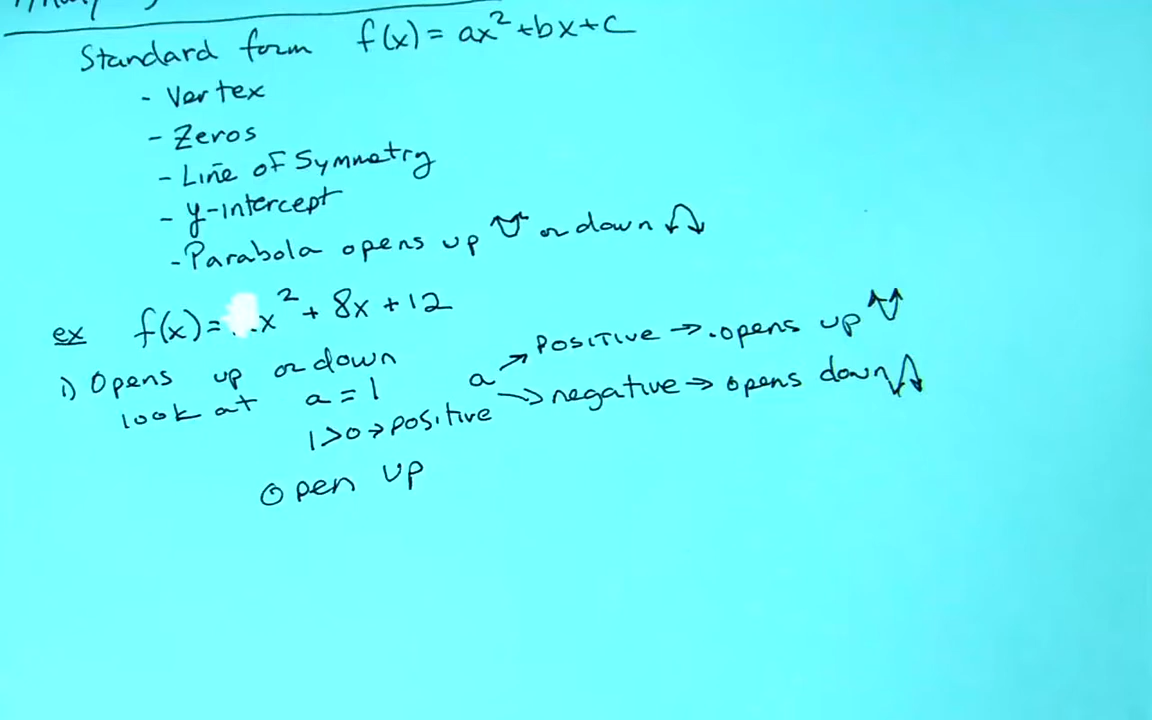 Standard form f(x) = ax² + bx + c
- Vertex
- Zeros
- Line of Symmetry
- y-intercept
- Parabola opens up or down
ex f(x) = x² + 8x + 12
1) Opens up or down
look at a = 1
1 > 0 → positive
open up
a → positive → opens up
→ negative → opens down